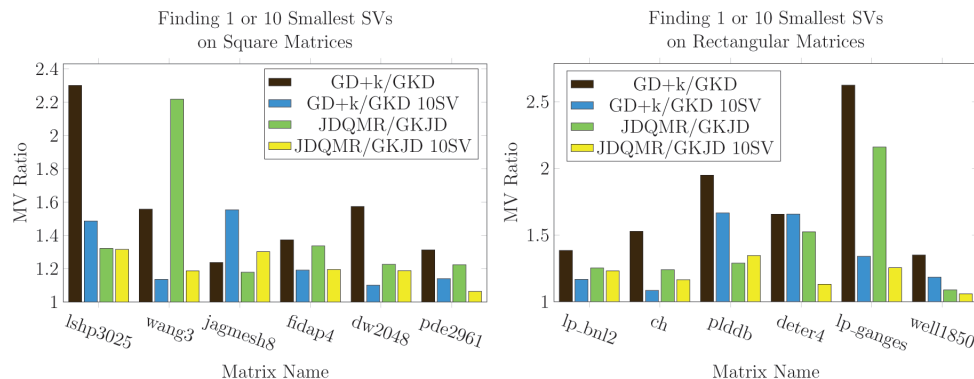 Finding 1 or 10 Smallest SVs
on Square Matrices
2.4
2.2
2
1.8
1.6
1.4
1.2
1
MV Ratio
GD+k/GKD
GD+k/GKD 10SV
JDQMR/GKJD
JDQMR/GKJD 10SV
lshp3025
wang3
jagmesh8
fidap4
dw2048
pde2961
Matrix Name
Finding 1 or 10 Smallest SVs
on Rectangular Matrices
2.5
2
1.5
1
MV Ratio
GD+k/GKD
GD+k/GKD 10SV
JDQMR/GKJD
JDQMR/GKJD 10SV
lp_bnl2
ch
plddb
deter4
lp_ganges
well1850
Matrix Name